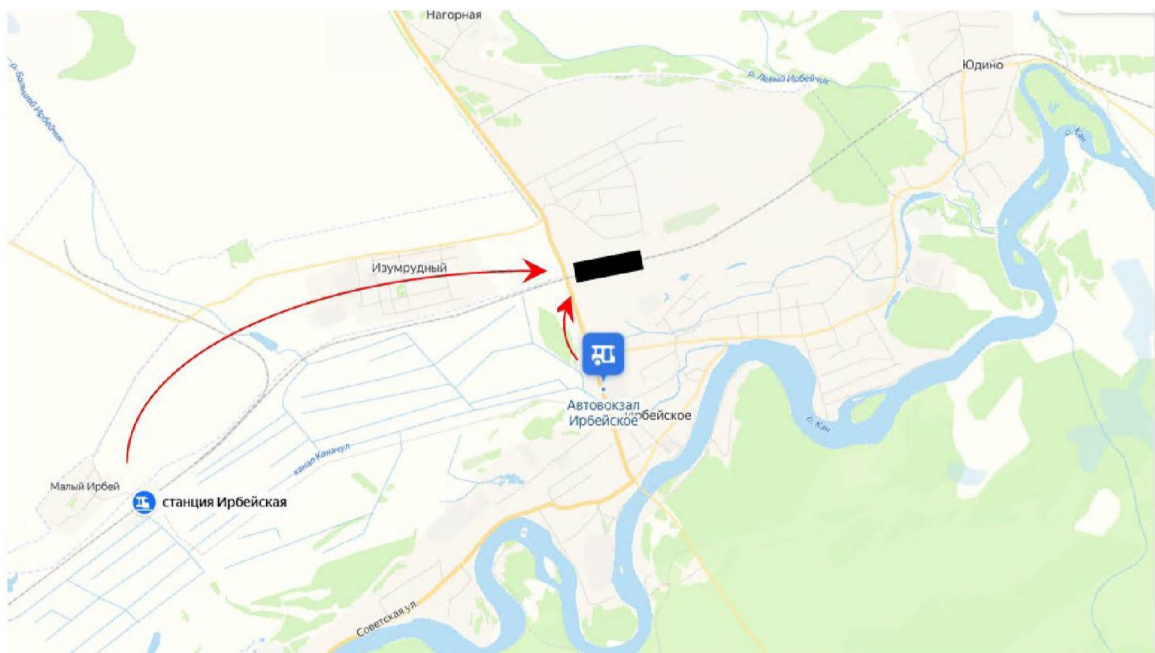 Нагорная
Юдино
р. Левый Ирбейчик
р. Большой Ирбейчик
р. Кан
Изумрудный
Автовокзал
Ирбейское
Ирбейское
р. Кан
канал Каначул
Малый Ирбей
станция Ирбейская
Советская ул.